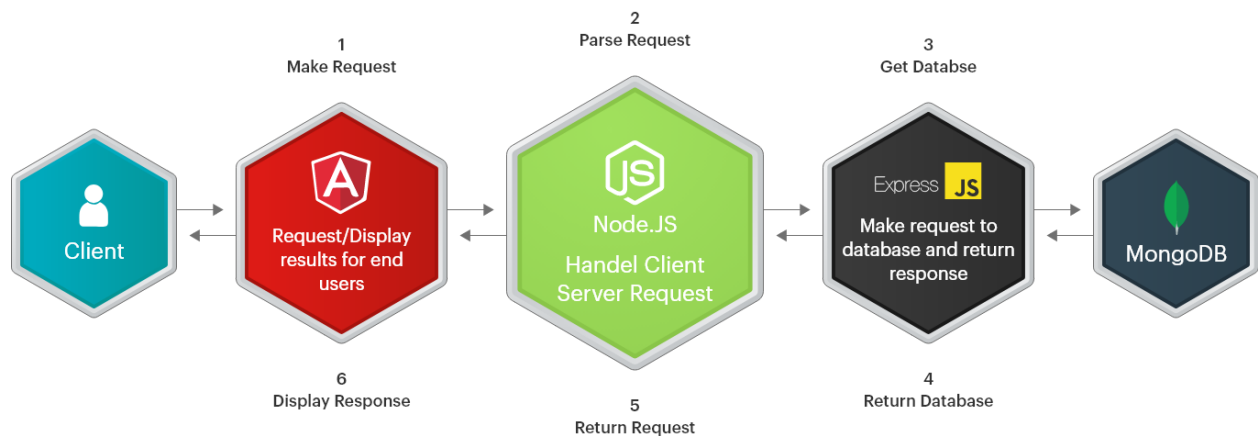 1
Make Request
2
Parse Request
3
Get Databse
Client
A
Request/Display
results for end
users
JS
Node.JS
Handel Client
Server Request
Express JS
Make request to
database and return
response
MongoDB
6
Display Response
5
Return Request
4
Return Database